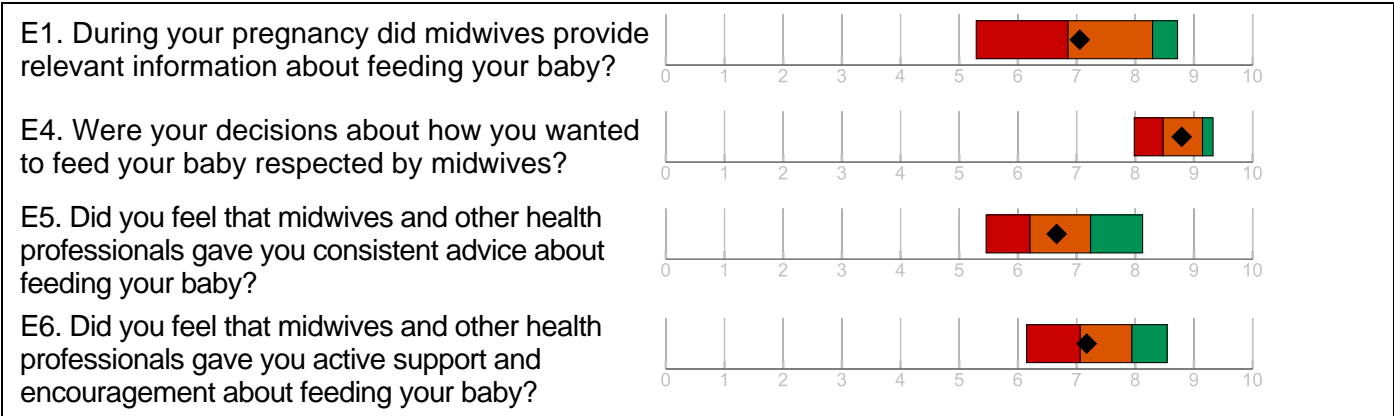 E1. During your pregnancy did midwives provide
relevant information about feeding your baby?
0 1 2 3 4 5 6 7 8 9 10
E4. Were your decisions about how you wanted
to feed your baby respected by midwives?
0 1 2 3 4 5 6 7 8 9 10
E5. Did you feel that midwives and other health
professionals gave you consistent advice about
feeding your baby?
0 1 2 3 4 5 6 7 8 9 10
E6. Did you feel that midwives and other health
professionals gave you active support and
encouragement about feeding your baby?
0 1 2 3 4 5 6 7 8 9 10